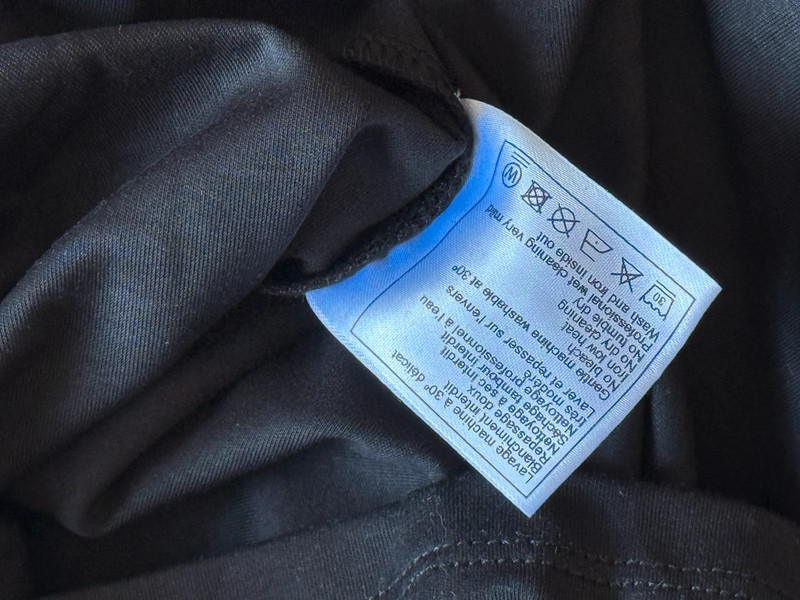 30°
W
Gentle machine washable at 30°
No bleach
Iron low heat
No dry cleaning
No tumble dry
Professional wet cleaning very mild
Wash and Iron inside out
Lavage machine à 30° délicat
Blanchiment interdit
Repassage doux
Nettoyage à sec interdit
Séchage tambour interdit
Nettoyage professionnel à l'eau
très modéré
Laver et repasser sur l'envers